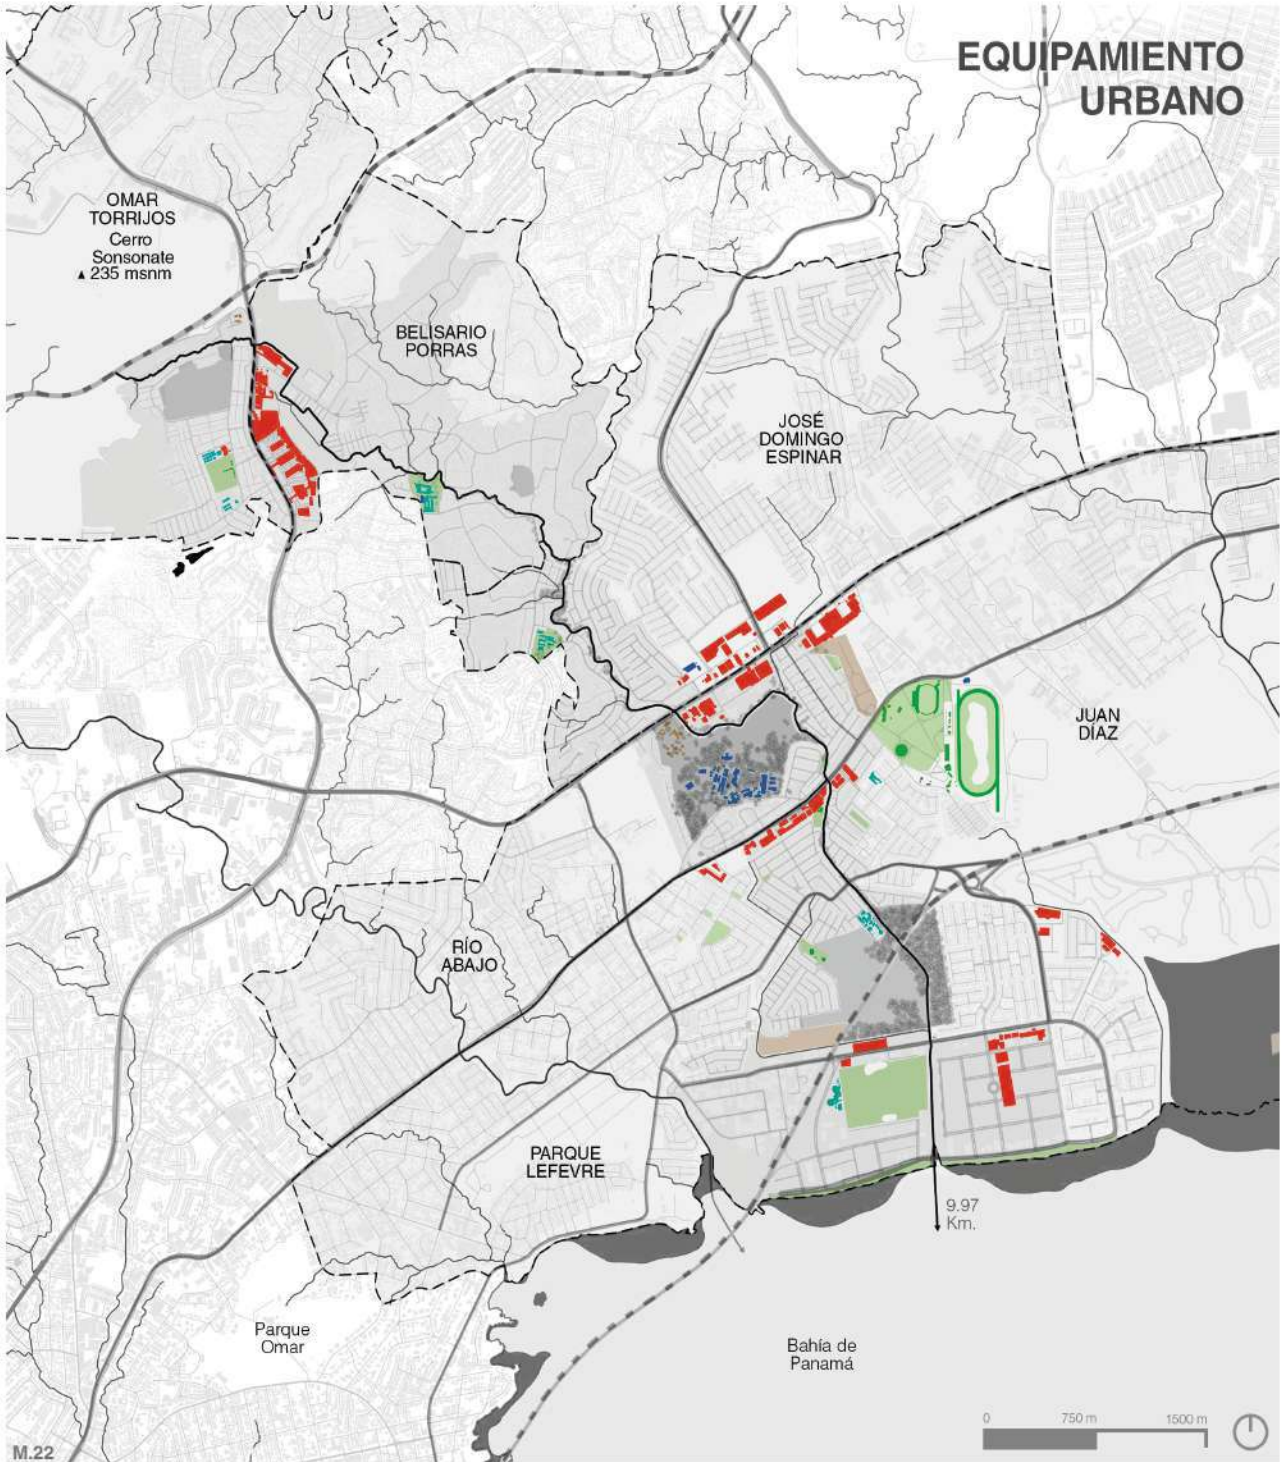 EQUIPAMIENTO
URBANO
OMAR
TORRIJOS
Cerro
Sonsonate
▲ 235 msnm
BELISARIO
PORRAS
JOSÉ
DOMINGO
ESPINAR
JUAN
DÍAZ
RÍO
ABAJO
PARQUE
LEFEVRE
9.97
Km.
Parque
Omar
Bahía de
Panamá
0 750 m 1500 m
M.22